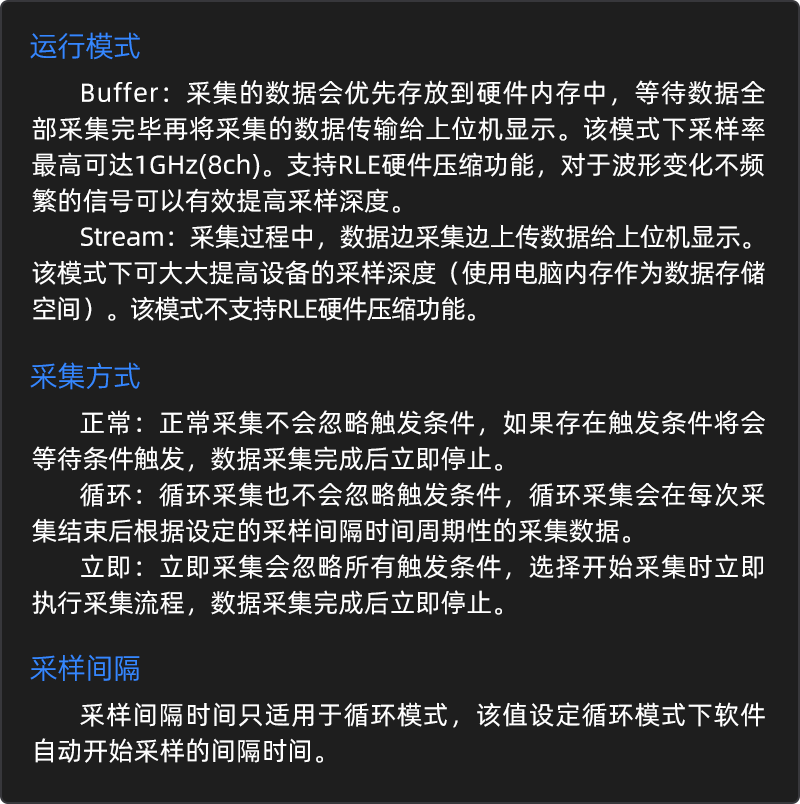 运行模式
Buffer：采集的数据会优先存放到硬件内存中，等待数据全
部采集完毕再将采集的数据传输给上位机显示。该模式下采样率
最高可达1GHz(8ch)。支持RLE硬件压缩功能，对于波形变化不频
繁的信号可以有效提高采样深度。
Stream：采集过程中，数据边采集边上传数据给上位机显示。
该模式下可大大提高设备的采样深度（使用电脑内存作为数据存储
空间）。该模式不支持RLE硬件压缩功能。
采集方式
正常：正常采集不会忽略触发条件，如果存在触发条件将会
等待条件触发，数据采集完成后立即停止。
循环：循环采集也不会忽略触发条件，循环采集会在每次采
集结束后根据设定的采样间隔时间周期性的采集数据。
立即：立即采集会忽略所有触发条件，选择开始采集时立即
执行采集流程，数据采集完成后立即停止。
采样间隔
采样间隔时间只适用于循环模式，该值设定循环模式下软件
自动开始采样的间隔时间。